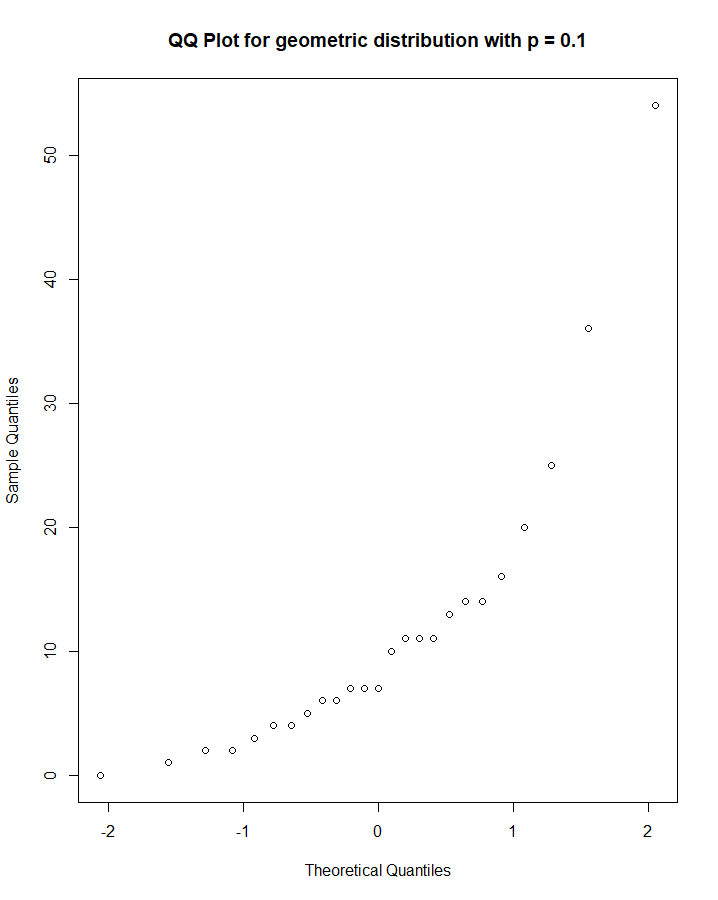 QQ Plot for geometric distribution with p = 0.1
Sample Quantiles
50
40
30
20
10
0
-2 -1 0 1 2
Theoretical Quantiles